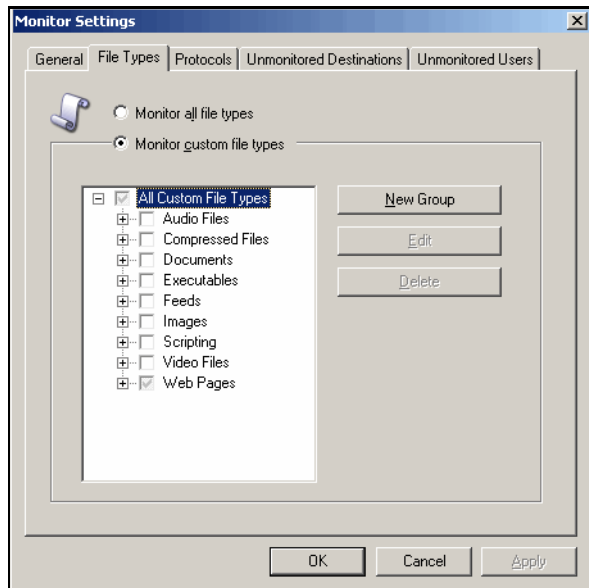 Monitor Settings
General File Types Protocols Unmonitored Destinations Unmonitored Users
Monitor all file types
Monitor custom file types
All Custom File Types
New Group
Audio Files
Compressed Files
Edit
Documents
Executables
Delete
Feeds
Images
Scripting
Video Files
Web Pages
OK Cancel Apply